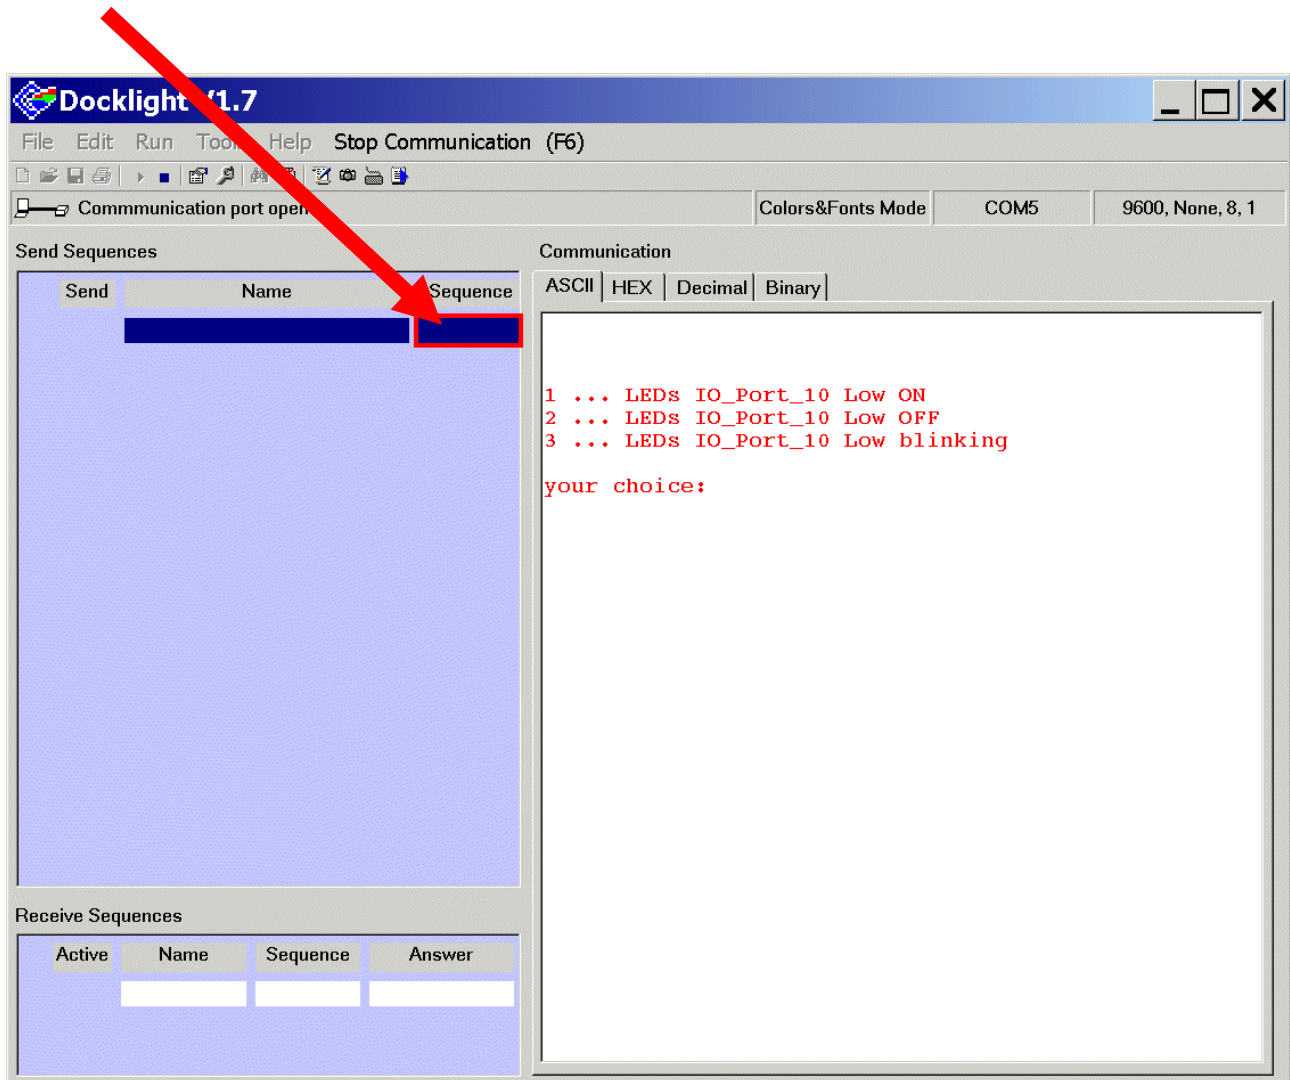 Docklight V1.7
File Edit Run Tools Help Stop Communication (F6)
Commmunication port open
Colors&Fonts Mode
COM5
9600, None, 8, 1
Send Sequences
Send Name Sequence
Communication
ASCII HEX Decimal Binary
1 ... LEDs IO_Port_10 Low ON
2 ... LEDs IO_Port_10 Low OFF
3 ... LEDs IO_Port_10 Low blinking
your choice:
Receive Sequences
Active Name Sequence Answer